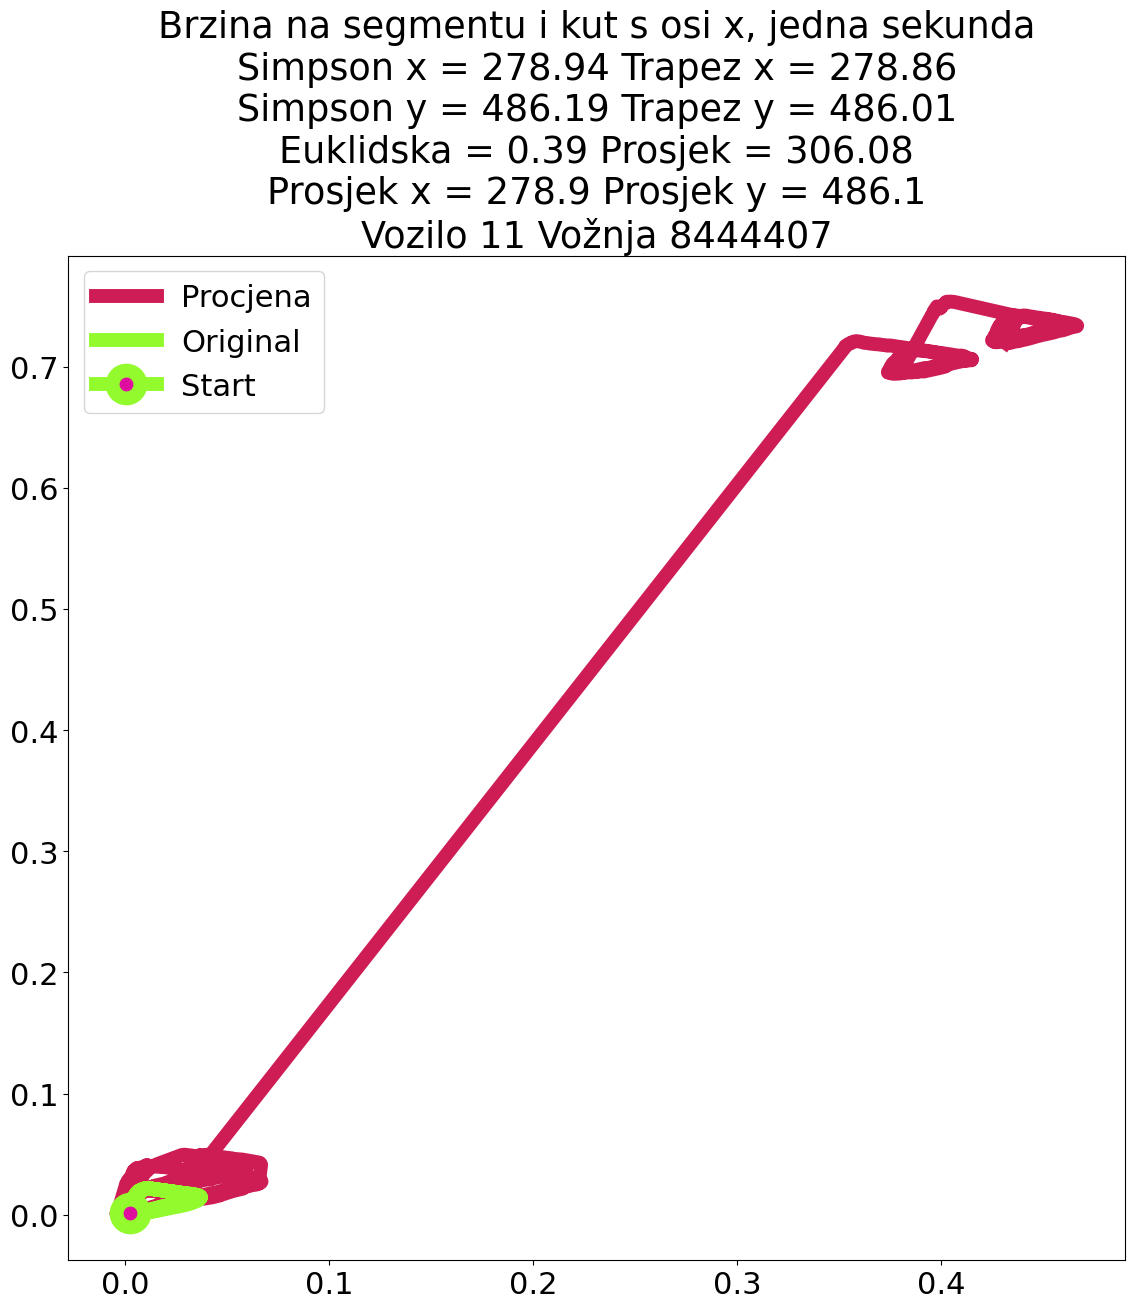 Brzina na segmentu i kut s osi x, jedna sekunda
Simpson x = 278.94 Trapez x = 278.86
Simpson y = 486.19 Trapez y = 486.01
Euklidska = 0.39 Prosjek = 306.08
Prosjek x = 278.9 Prosjek y = 486.1
Vozilo 11 Vožnja 8444407
Procjena
Original
Start
0.7
0.6
0.5
0.4
0.3
0.2
0.1
0.0
0.0 0.1 0.2 0.3 0.4